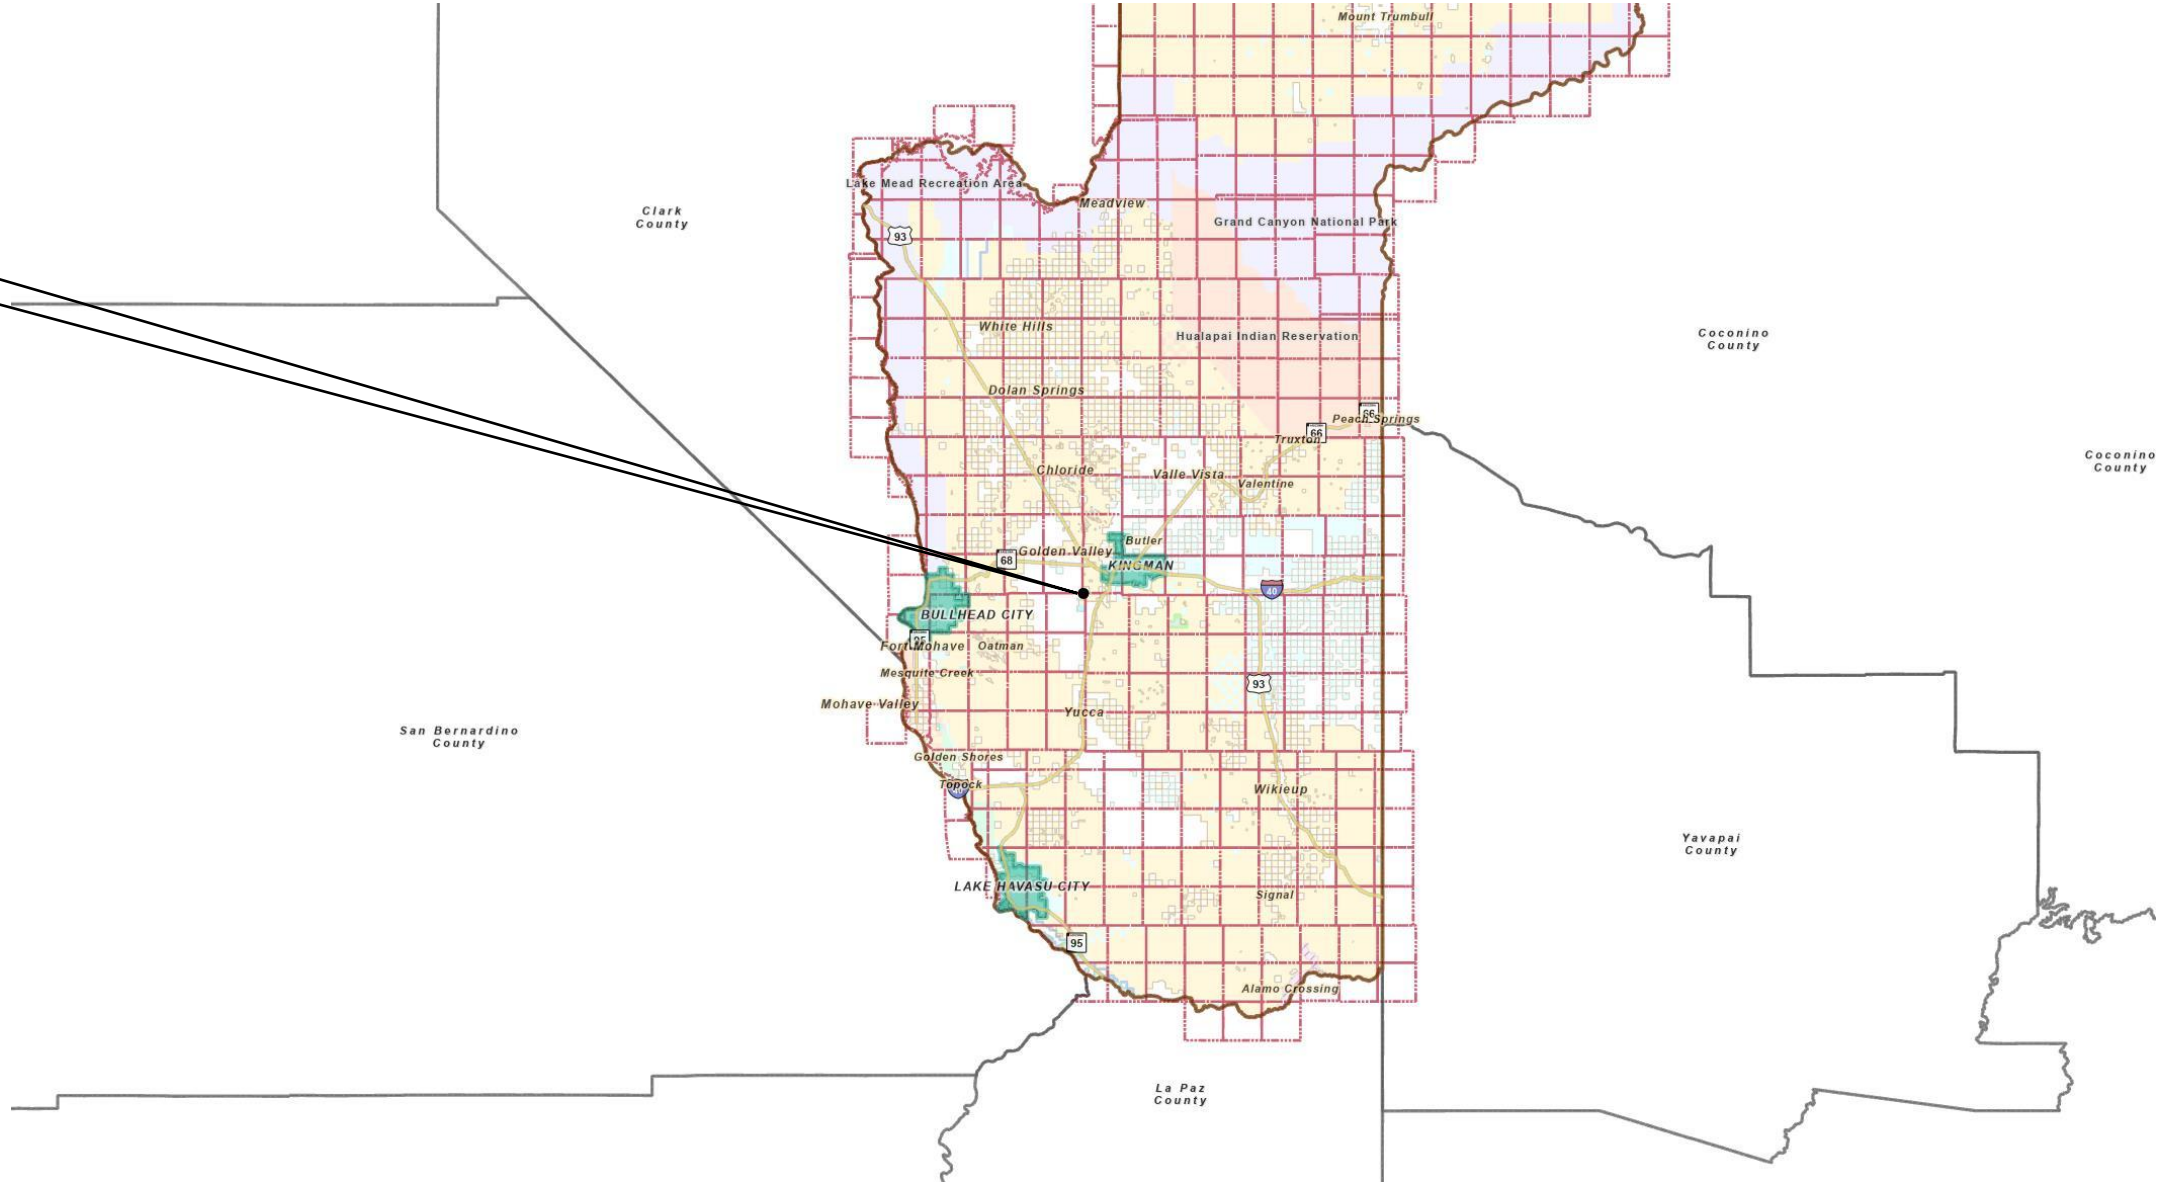 Mount Trumbull
Lake Mead Recreation Area
Meadview
Clark
County
Grand Canyon National Park
93
White Hills
Hualapai Indian Reservation
Coconino
County
Dolan Springs
66
Peach Springs
66
Truxton
Coconino
County
Chloride
Valle Vista
Valentine
Butler
Golden Valley
68
KINGMAN
40
BULLHEAD CITY
95
Fort Mohave
Oatman
Mesquite Creek
93
Mohave Valley
Yucca
San Bernardino
County
Golden Shores
Topock
40
Wikieup
Yavapai
County
LAKE HAVASU CITY
Signal
95
Alamo Crossing
La Paz
County